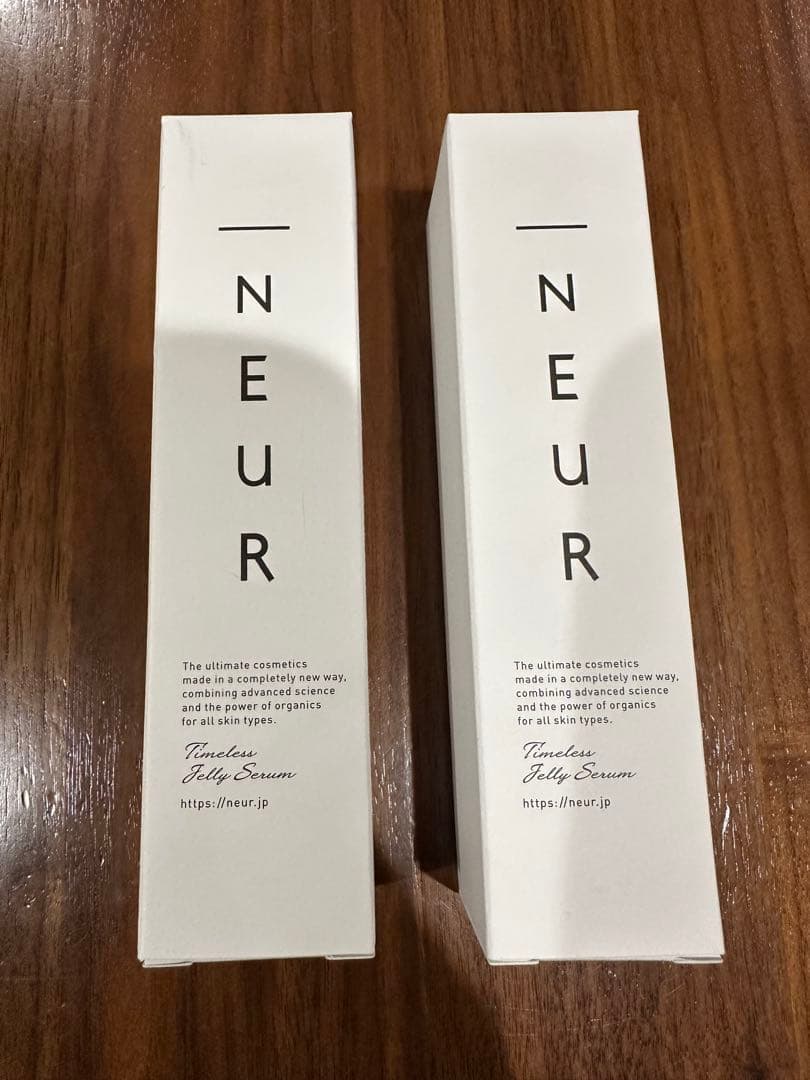 NEUR
The ultimate cosmetics
made in a completely new way,
combining advanced science
and the power of organics
for all skin types.
Timeless
Jelly Serum
https://neur.jp
NEUR
The ultimate cosmetics
made in a completely new way,
combining advanced science
and the power of organics
for all skin types.
Timeless
Jelly Serum
https://neur.jp